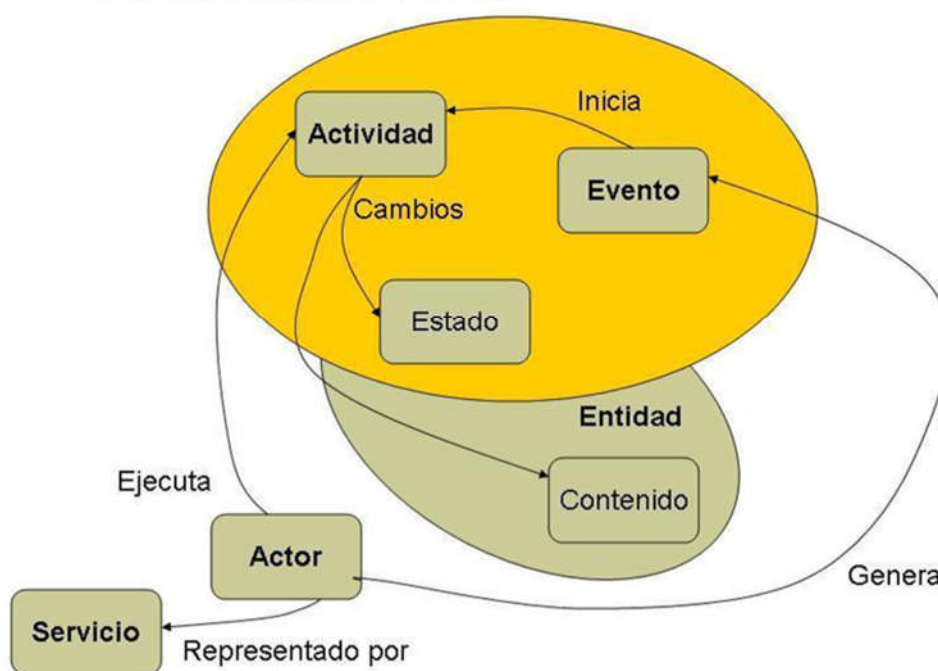 Inicia
Actividad
Evento
Cambios
Estado
Entidad
Contenido
Ejecuta
Actor
Genera
Servicio
Representado por